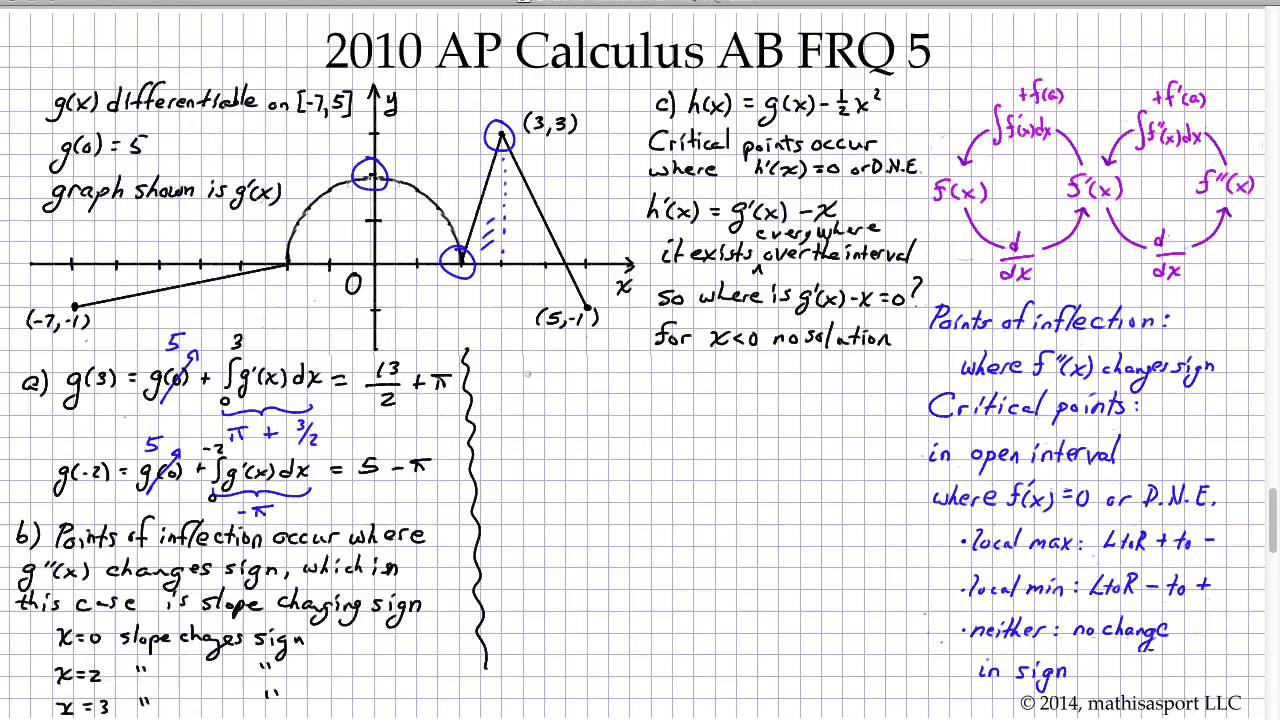 2010 AP Calculus AB FRQ 5
g(x) differentiable on [-7,5]
g(0) = 5
graph shown is g'(x)
y
(3,3)
x
0
(-7,-1)
(5,-1)
a) g(3) = g(0) + ∫₀³ g'(x) dx = 13/2 + π
5
π + 3/2
g(-2) = g(0) + ∫₀⁻² g'(x) dx = 5 - π
5
-π
b) Points of inflection occur where
g"(x) changes sign, which in
this case is slope changing sign
x=0 slope chages sign
x=2 " "
x=3 " "
c) h(x) = g(x) - ½x²
Critical points occur
where h'(x)=0 or D.N.E.
h'(x) = g'(x) - x
everywhere
it exists ^ over the interval
so where is g'(x)-x=0?
for x<0 no solution
+f(a)
∫f'(x)dx
+f'(a)
∫f"(x)dx
f(x) f'(x) f"(x)
d/dx
d/dx
Points of inflection:
where f"(x) changes sign
Critical points:
in open interval
where f'(x)=0 or D.N.E.
•local max: LtoR + to -
•local min: LtoR - to +
•neither: no change
in sign
© 2014, mathisasport LLC